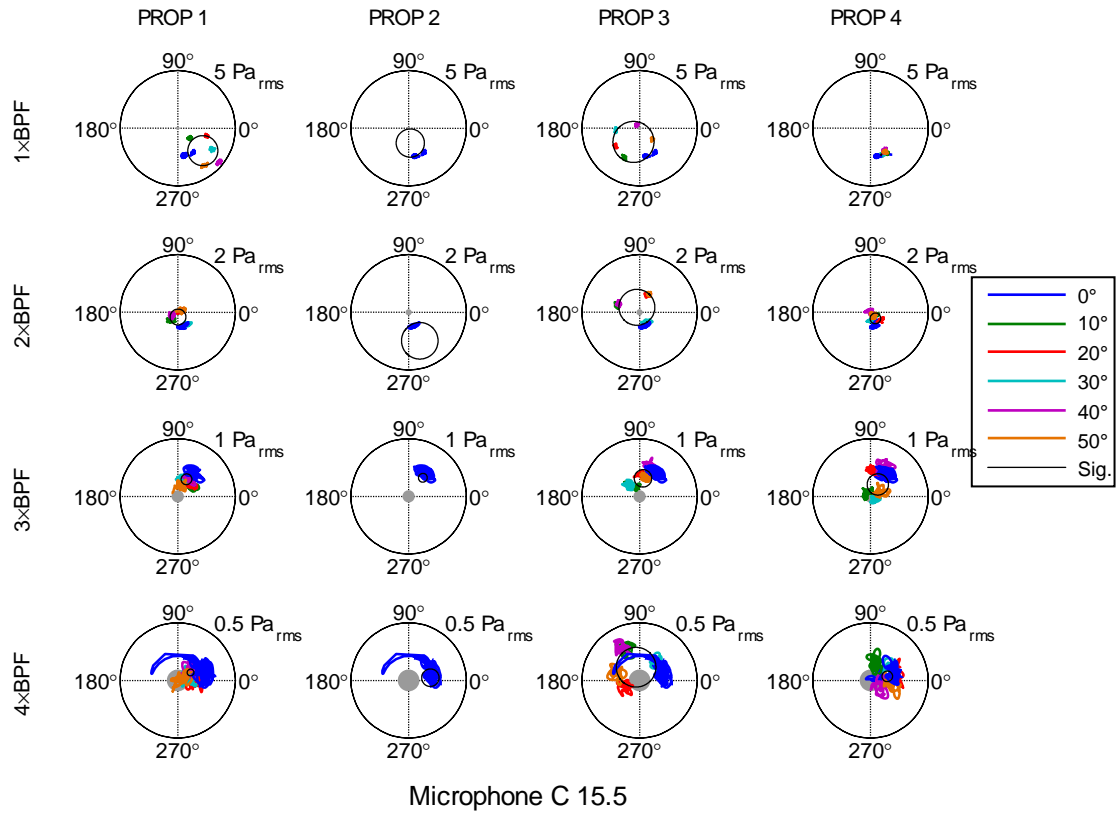 PROP 1 PROP 2 PROP 3 PROP 4
1×BPF
90° 5 Pa rms 90° 5 Pa rms 90° 5 Pa rms 90° 5 Pa rms
180° 0° 180° 0° 180° 0° 180° 0°
270° 270° 270° 270°
2×BPF
90° 2 Pa rms 90° 2 Pa rms 90° 2 Pa rms 90° 2 Pa rms
180° 0° 180° 0° 180° 0° 180° 0°
270° 270° 270° 270°
3×BPF
90° 1 Pa rms 90° 1 Pa rms 90° 1 Pa rms 90° 1 Pa rms
180° 0° 180° 0° 180° 0° 180° 0°
270° 270° 270° 270°
4×BPF
90° 0.5 Pa rms 90° 0.5 Pa rms 90° 0.5 Pa rms 90° 0.5 Pa rms
180° 0° 180° 0° 180° 0° 180° 0°
270° 270° 270° 270°
0°
10°
20°
30°
40°
50°
Sig.
Microphone C 15.5